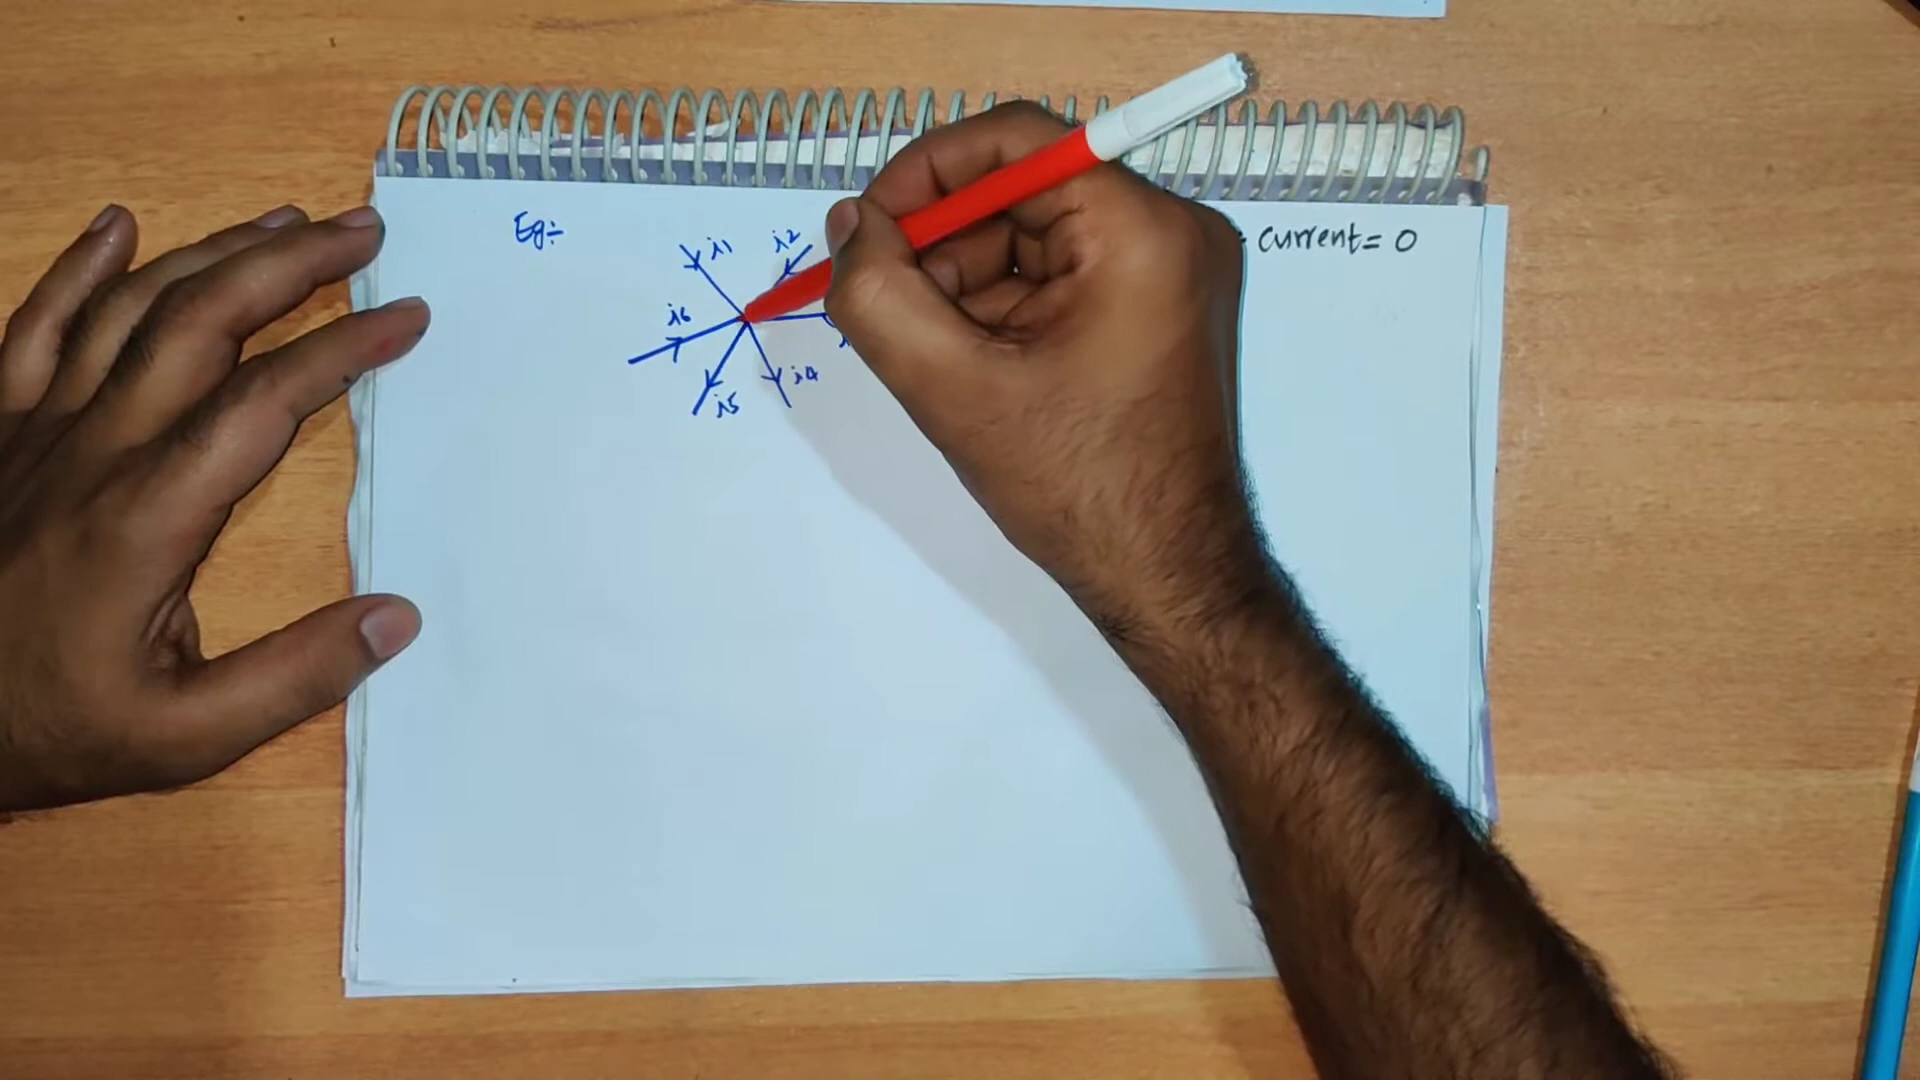 Eg:-
current = 0
i1
i2
i6
i4
i5